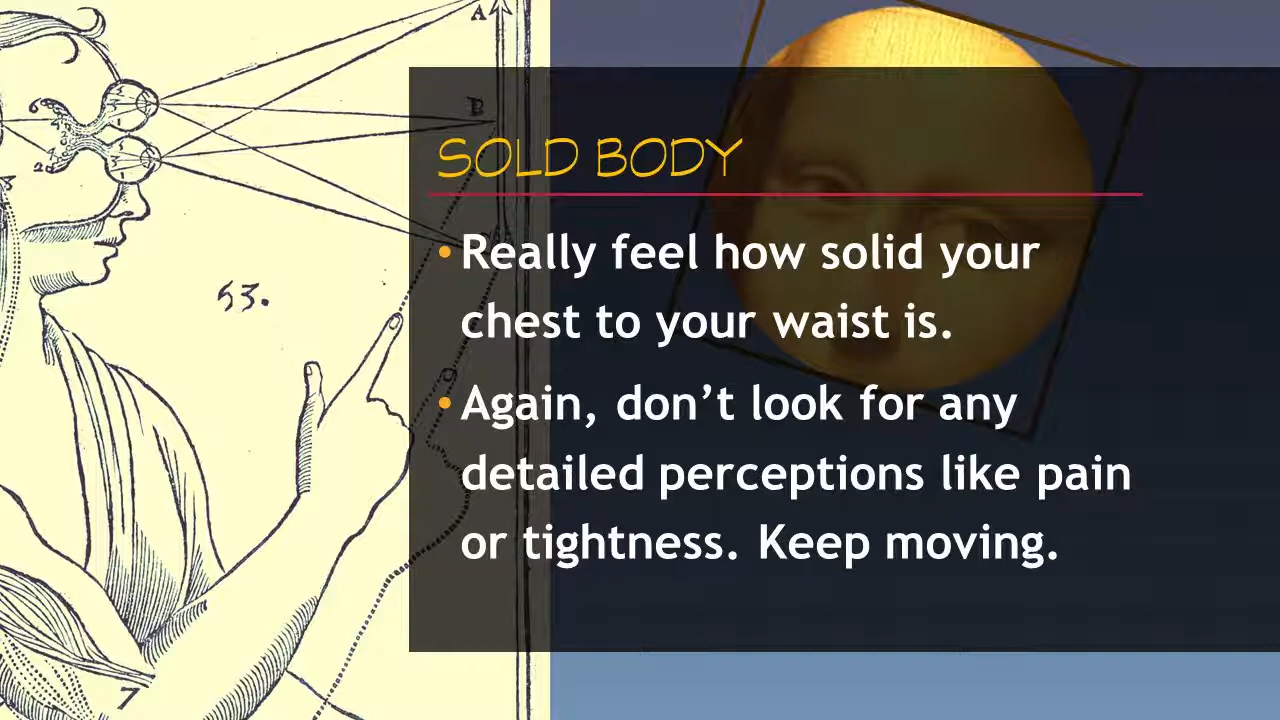 A
B
SOLD BODY
53.
• Really feel how solid your
chest to your waist is.
• Again, don’t look for any
detailed perceptions like pain
or tightness. Keep moving.
7